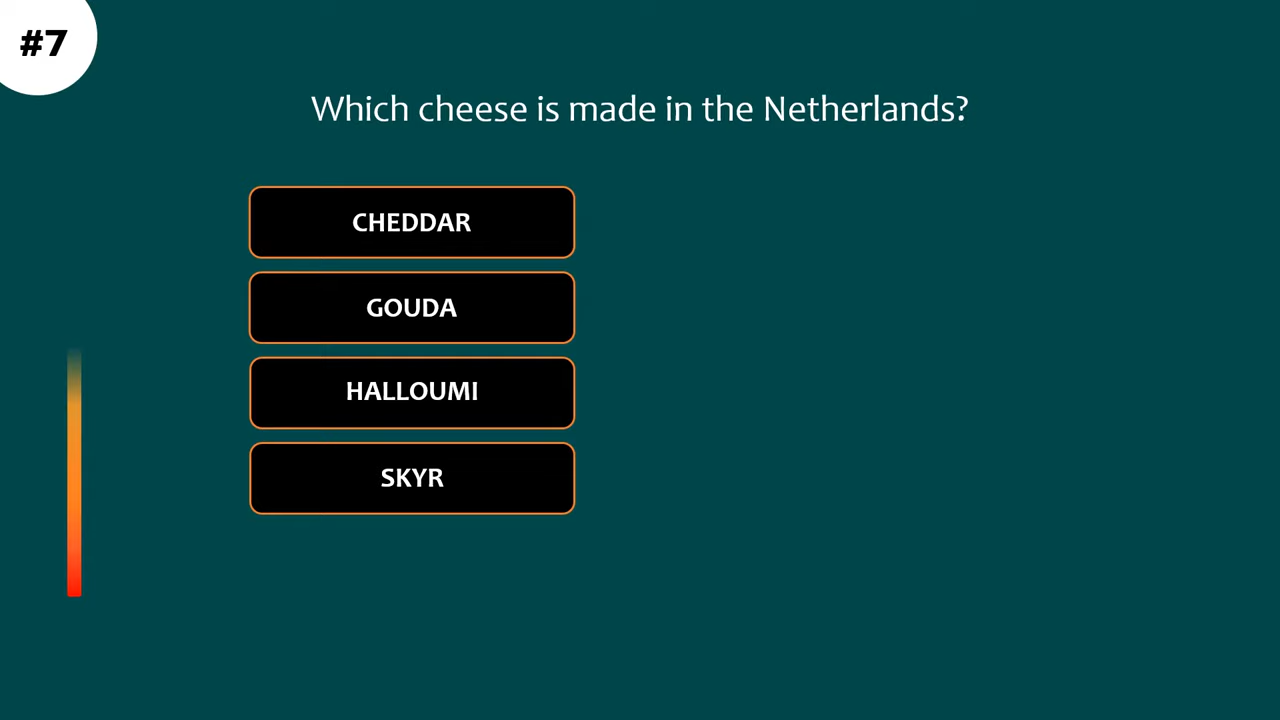 #7
Which cheese is made in the Netherlands?
CHEDDAR
GOUDA
HALLOUMI
SKYR